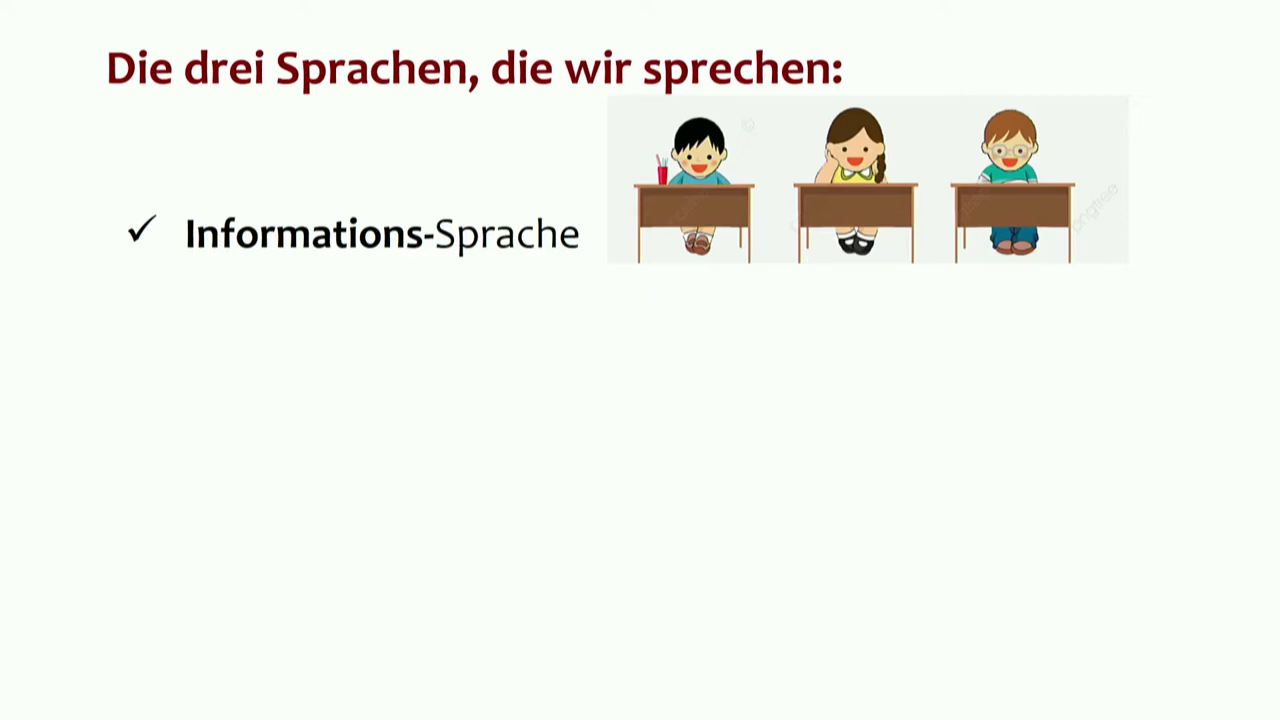 Die drei Sprachen, die wir sprechen:
✓ Informations-Sprache